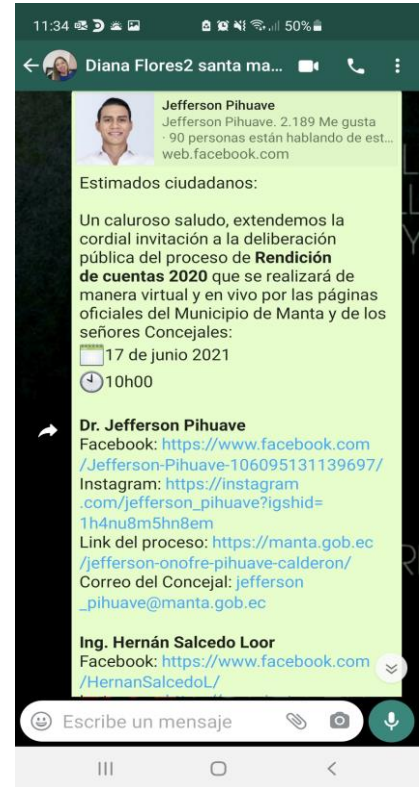 11:34
50%
Diana Flores2 santa ma...
Jefferson Pihuave
Jefferson Pihuave. 2.189 Me gusta
· 90 personas están hablando de est...
web.facebook.com
Estimados ciudadanos:
Un caluroso saludo, extendemos la
cordial invitación a la deliberación
pública del proceso de Rendición
de cuentas 2020 que se realizará de
manera virtual y en vivo por las páginas
oficiales del Municipio de Manta y de los
señores Concejales:
17 de junio 2021
10h00
Dr. Jefferson Pihuave
Facebook: https://www.facebook.com
/Jefferson-Pihuave-106095131139697/
Instagram: https://instagram
.com/jefferson_pihuave?igshid=
1h4nu8m5hn8em
Link del proceso: https://manta.gob.ec
/jefferson-onofre-pihuave-calderon/
Correo del Concejal: jefferson
_pihuave@manta.gob.ec
Ing. Hernán Salcedo Loor
Facebook: https://www.facebook.com
/HernanSalcedoL/
Escribe un mensaje